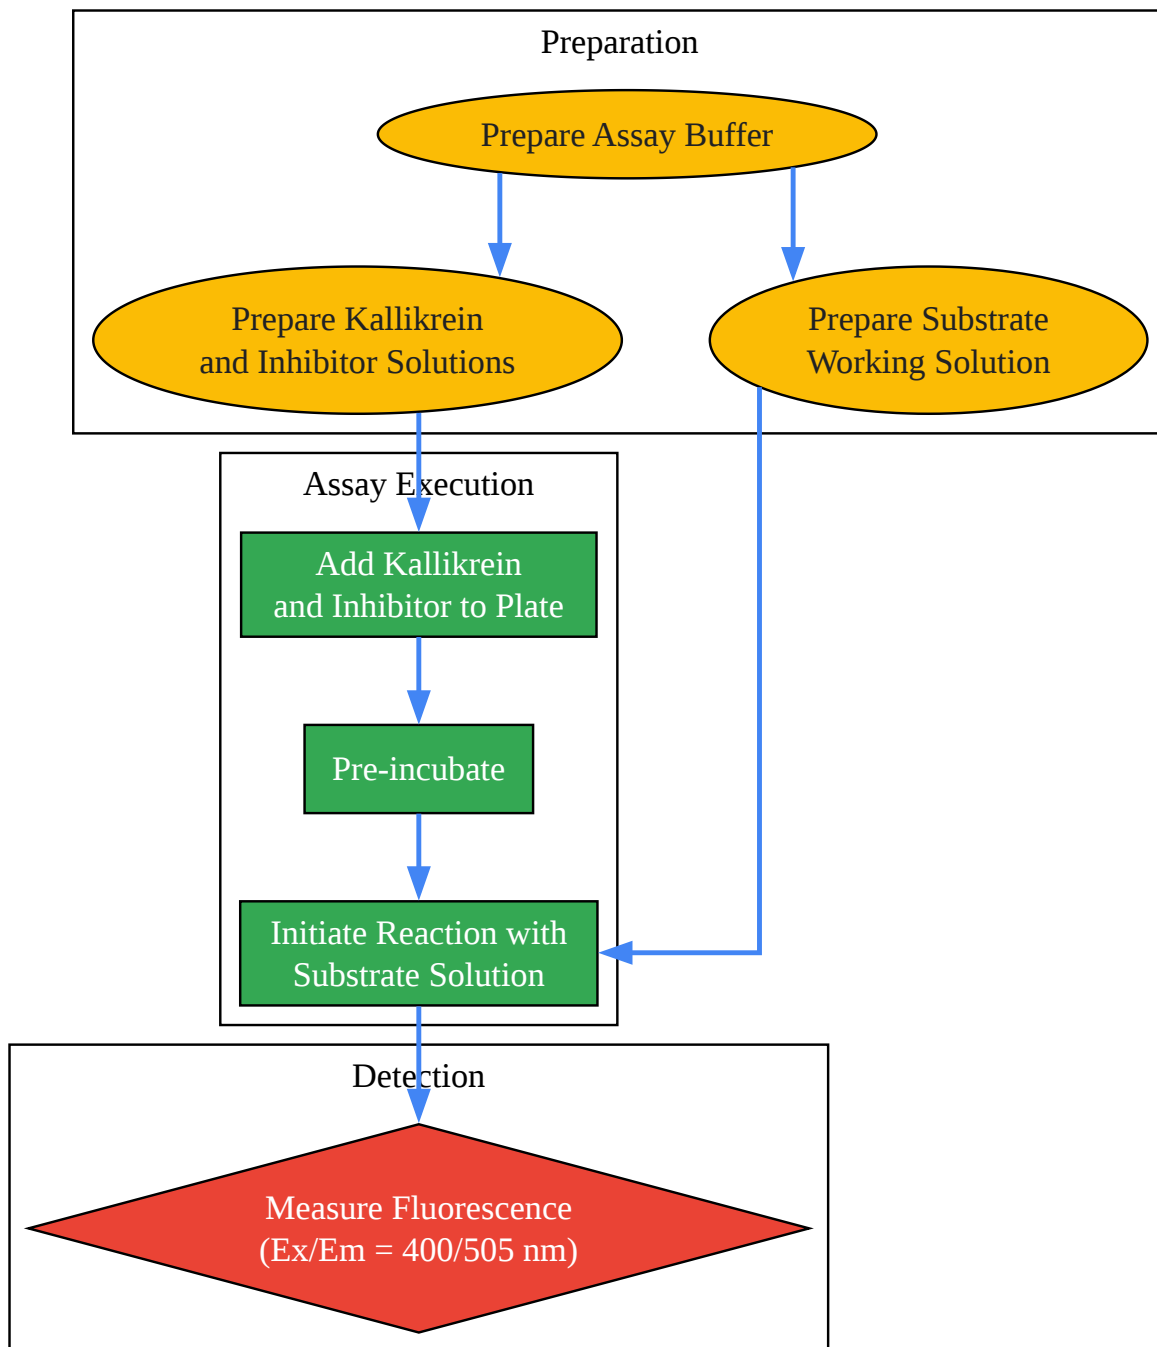 Preparation
Prepare Assay Buffer
Prepare Kallikrein
and Inhibitor Solutions
Prepare Substrate
Working Solution
Assay Execution
Add Kallikrein
and Inhibitor to Plate
Pre-incubate
Initiate Reaction with
Substrate Solution
Detection
Measure Fluorescence
(Ex/Em = 400/505 nm)